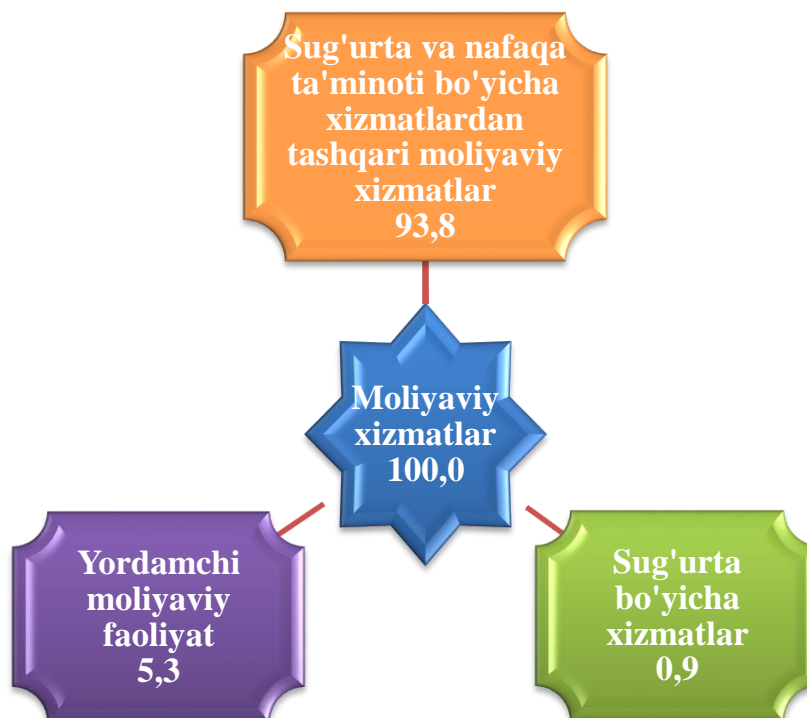 Sug'urta va nafaqa
ta'minoti bo'yicha
xizmatlardan
tashqari moliyaviy
xizmatlar
93,8
Moliyaviy
xizmatlar
100,0
Yordamchi
moliyaviy
faoliyat
5,3
Sug'urta
bo'yicha
xizmatlar
0,9